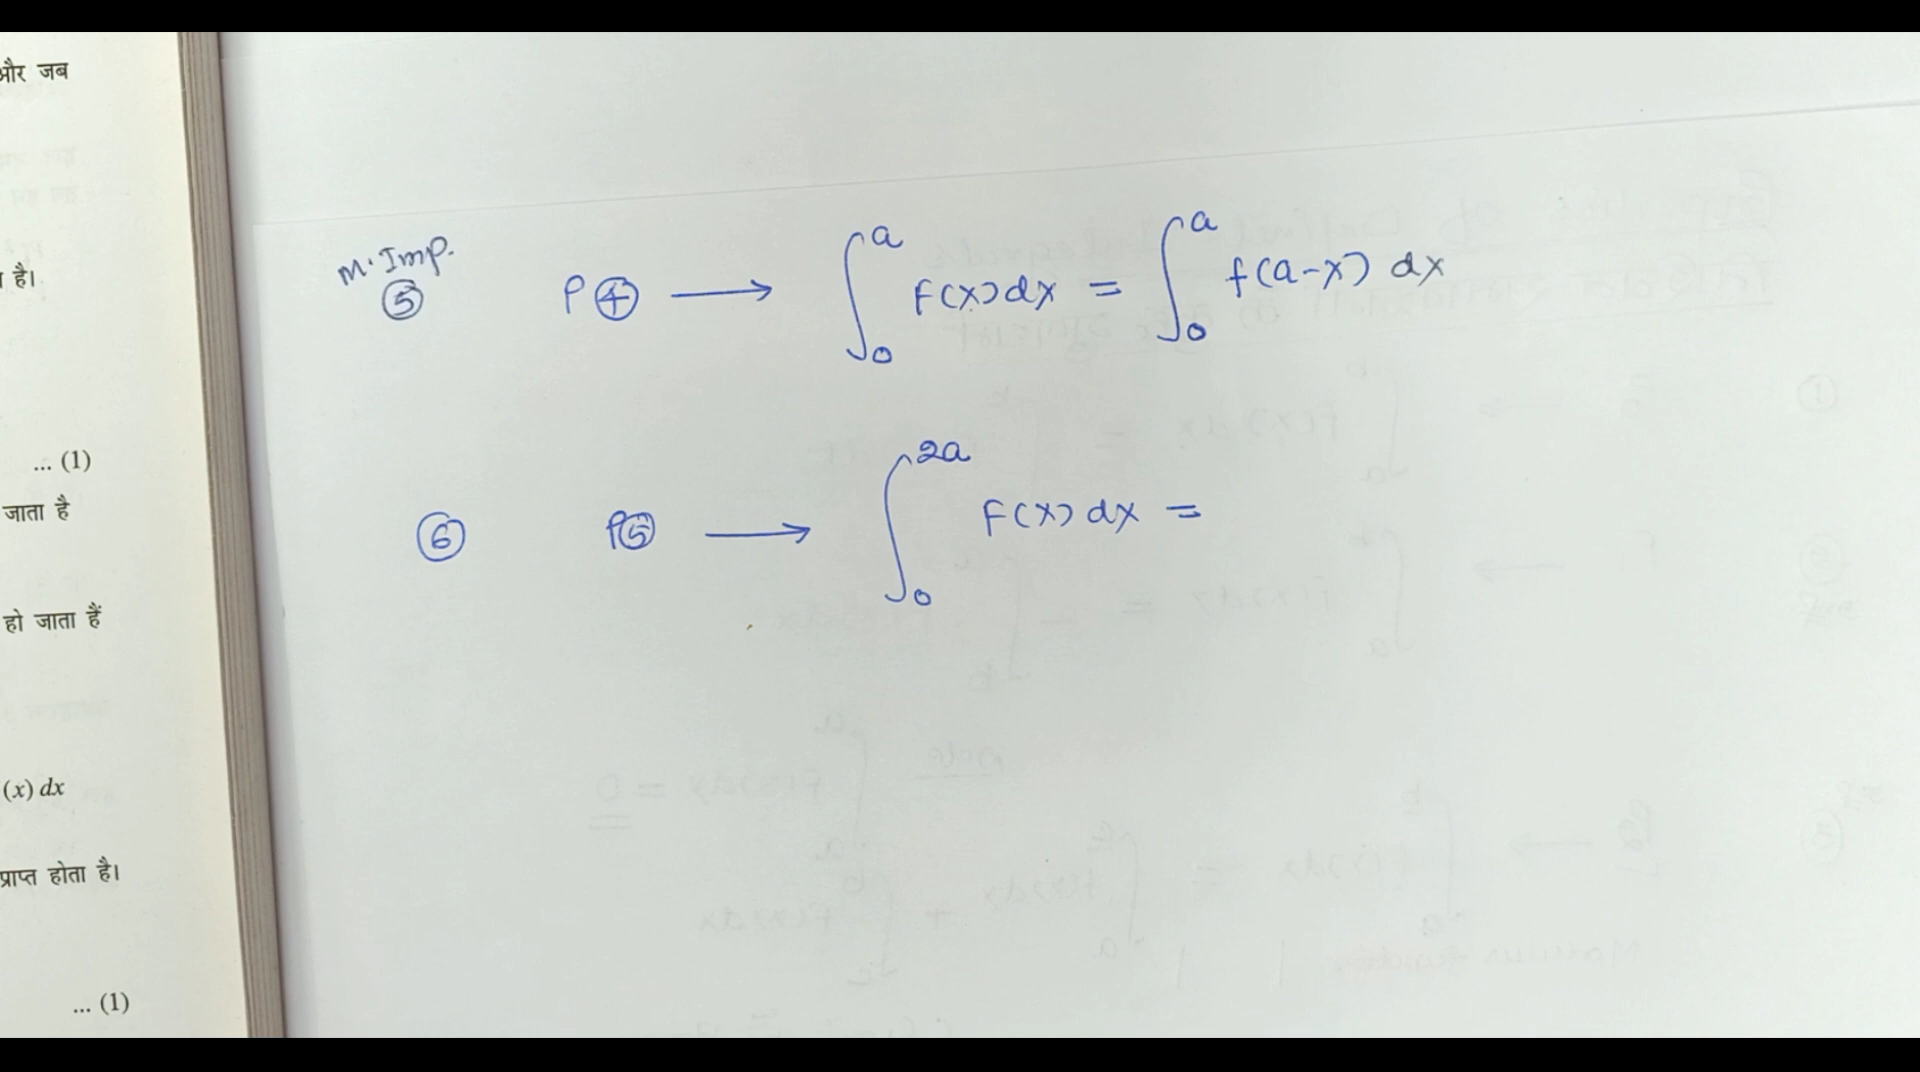 और जब
है।
... (1)
जाता है
हो जाता हैं
(x) dx
प्राप्त होता है।
... (1)
M. Imp.
⑤ P④ → ∫₀ᵃ F(x) dx = ∫₀ᵃ f(a-x) dx
⑥ P⑤ → ∫₀²ᵃ F(x) dx =